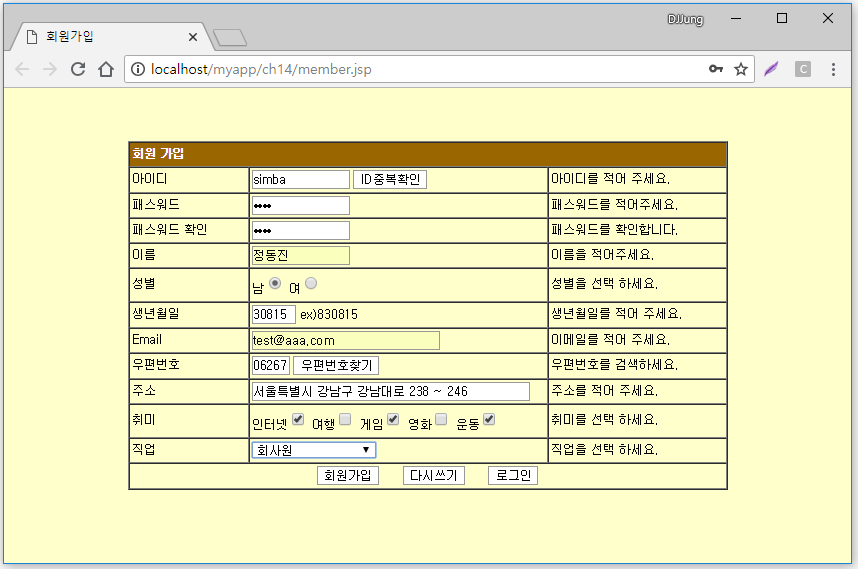 DJJung
회원가입
localhost/myapp/ch14/member.jsp
C
회원 가입
아이디 simba ID중복확인 아이디를 적어 주세요.
패스워드 •••• 패스워드를 적어주세요.
패스워드 확인 •••• 패스워드를 확인합니다.
이름 정동진 이름을 적어주세요.
성별 남 여 성별을 선택 하세요.
생년월일 30815 ex)830815 생년월일를 적어 주세요.
Email test@aaa.com 이메일를 적어 주세요.
우편번호 06267 우편번호찾기 우편번호를 검색하세요.
주소 서울특별시 강남구 강남대로 238 ~ 246 주소를 적어 주세요.
취미 인터넷 여행 게임 영화 운동 취미를 선택 하세요.
직업 회사원 직업을 선택 하세요.
회원가입 다시쓰기 로그인